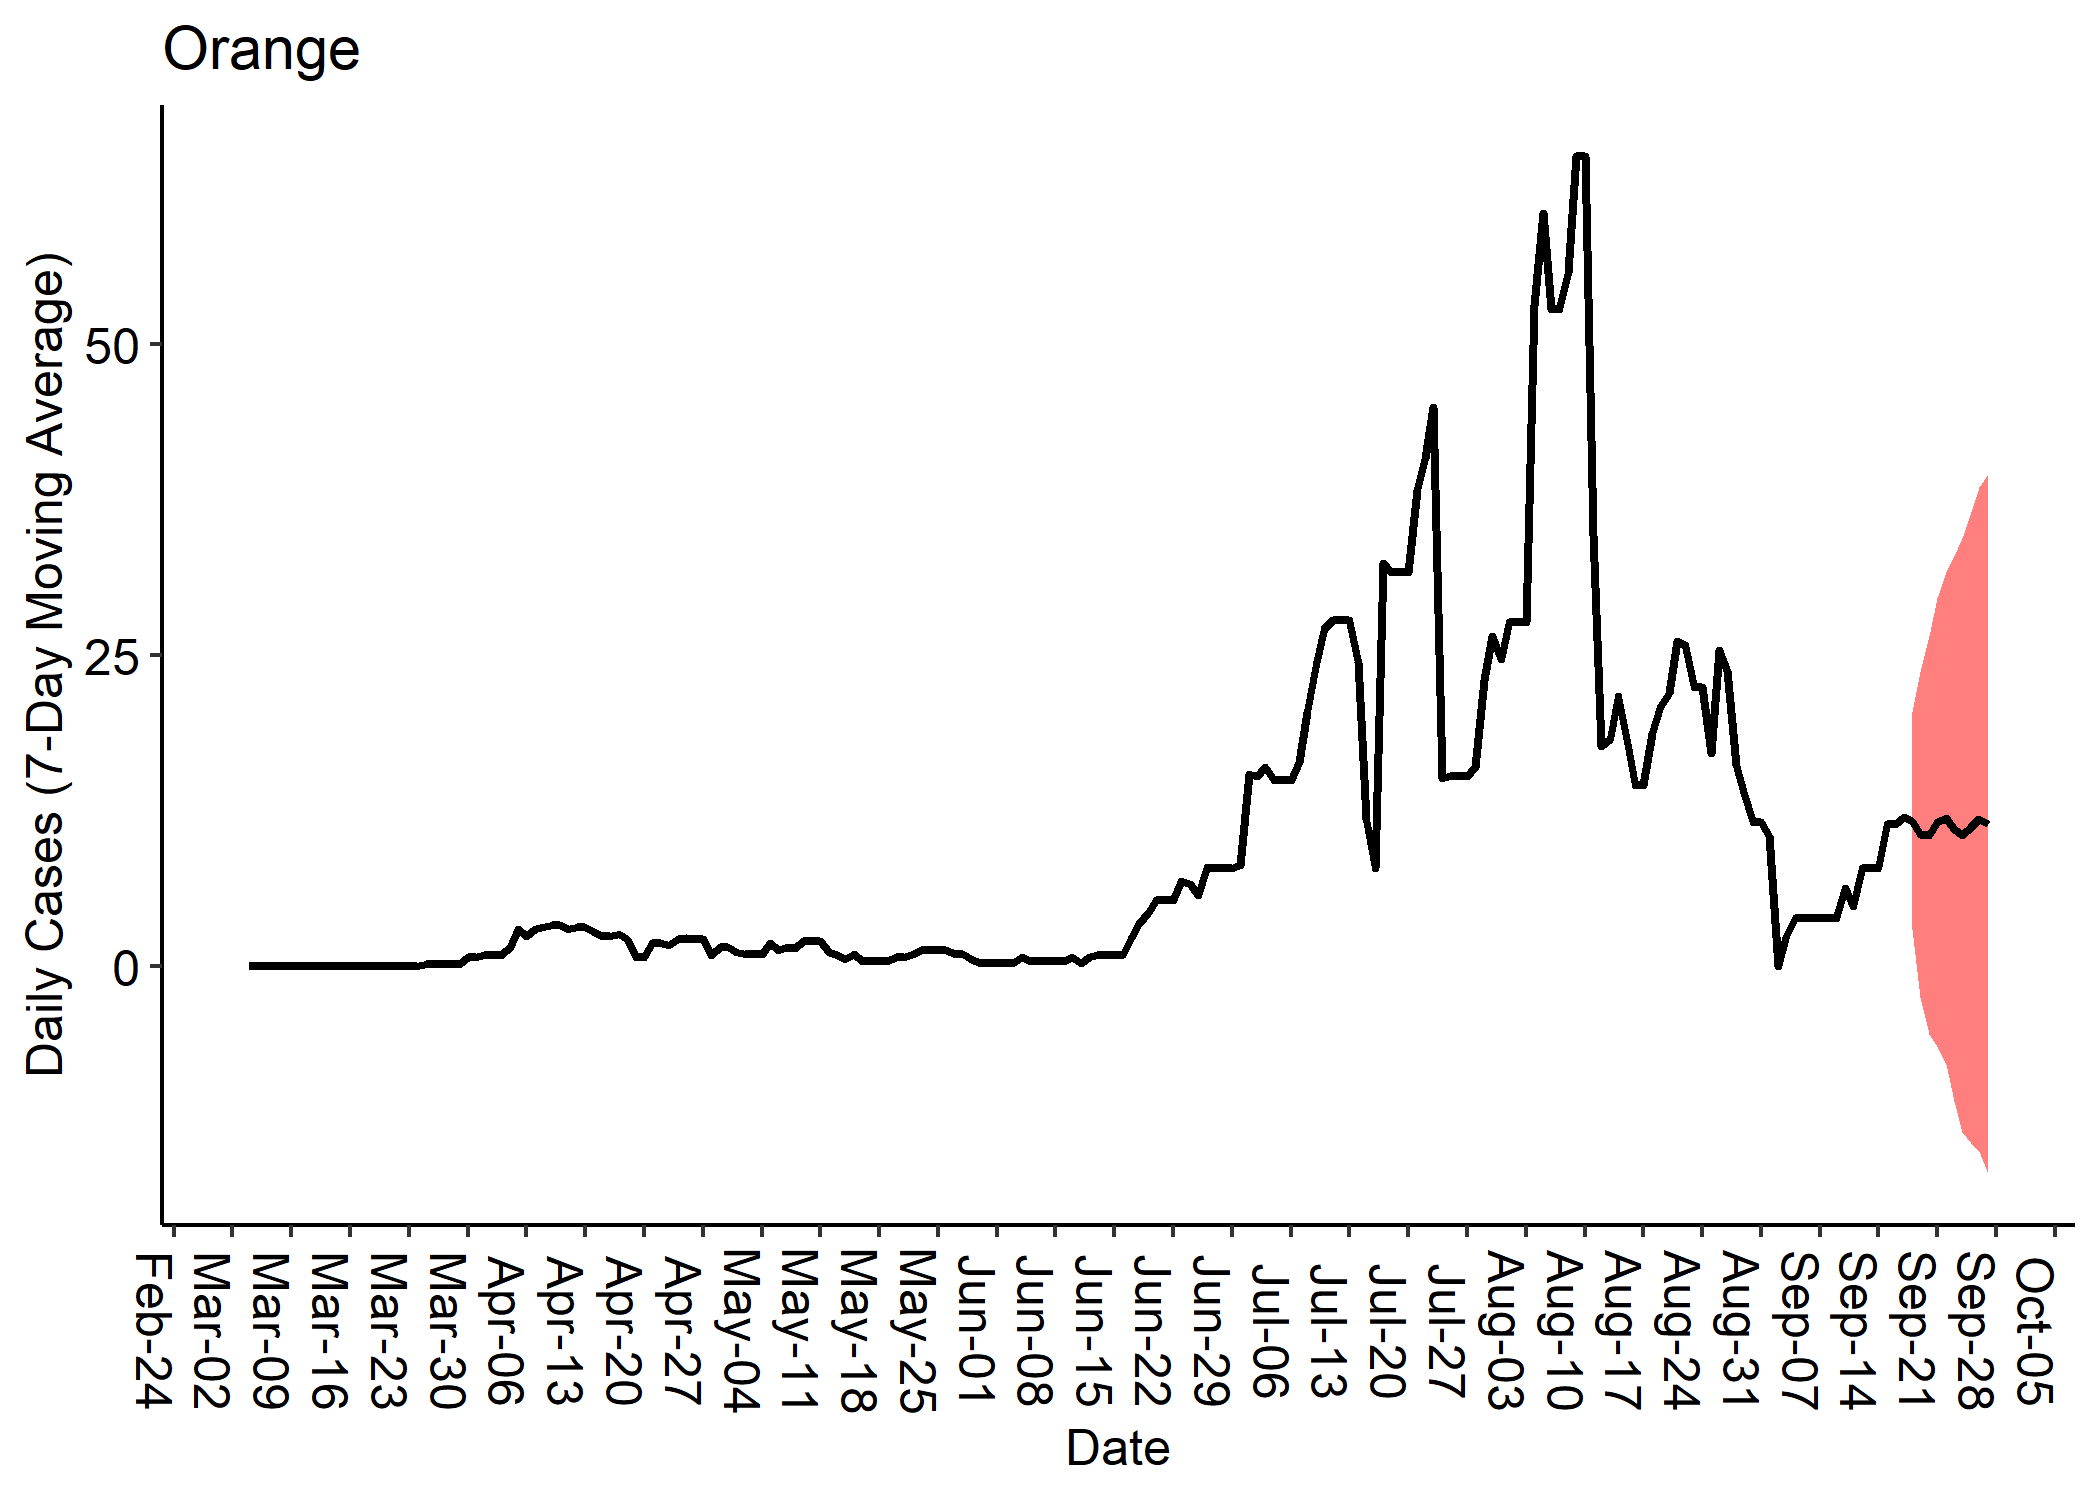 Orange
Daily Cases (7-Day Moving Average)
50
25
0
Feb-24
Mar-02
Mar-09
Mar-16
Mar-23
Mar-30
Apr-06
Apr-13
Apr-20
Apr-27
May-04
May-11
May-18
May-25
Jun-01
Jun-08
Jun-15
Jun-22
Jun-29
Jul-06
Jul-13
Jul-20
Jul-27
Aug-03
Aug-10
Aug-17
Aug-24
Aug-31
Sep-07
Sep-14
Sep-21
Sep-28
Oct-05
Date